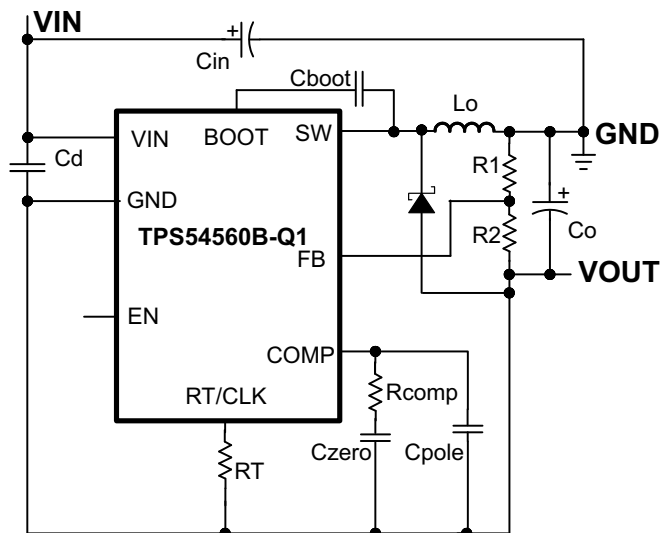 VIN
+
Cin
Cboot
Lo
VIN
BOOT
SW
GND
Cd
R1
GND
+
TPS54560B-Q1
R2
Co
FB
VOUT
EN
COMP
RT/CLK
Rcomp
Czero
Cpole
RT